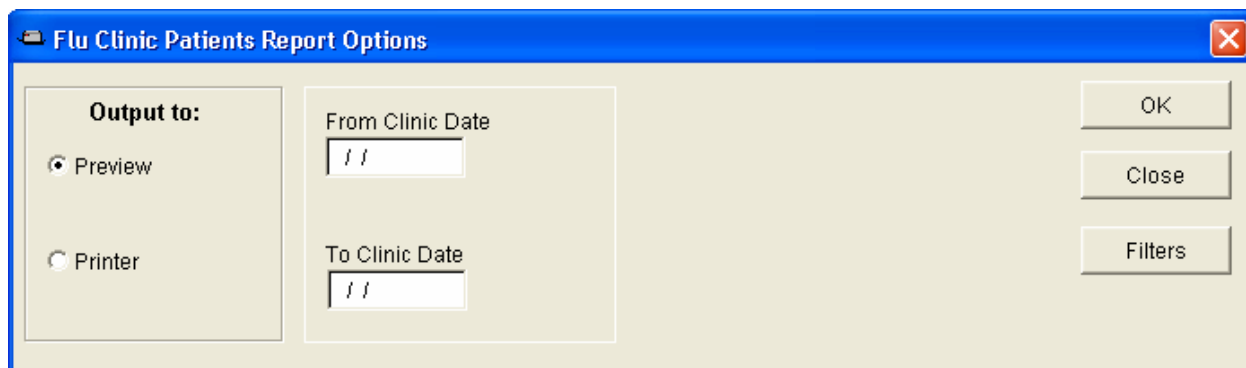 Flu Clinic Patients Report Options
Output to:
Preview
Printer
From Clinic Date
/ /
To Clinic Date
/ /
OK
Close
Filters